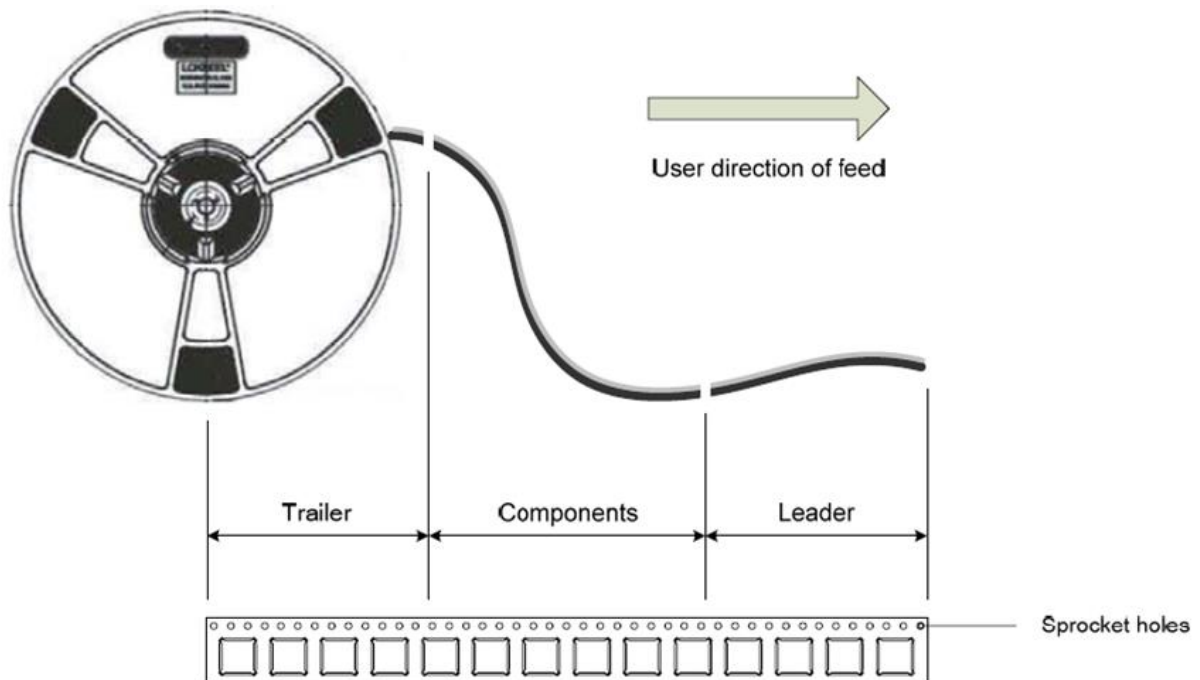 User direction of feed
Trailer
Components
Leader
Sprocket holes